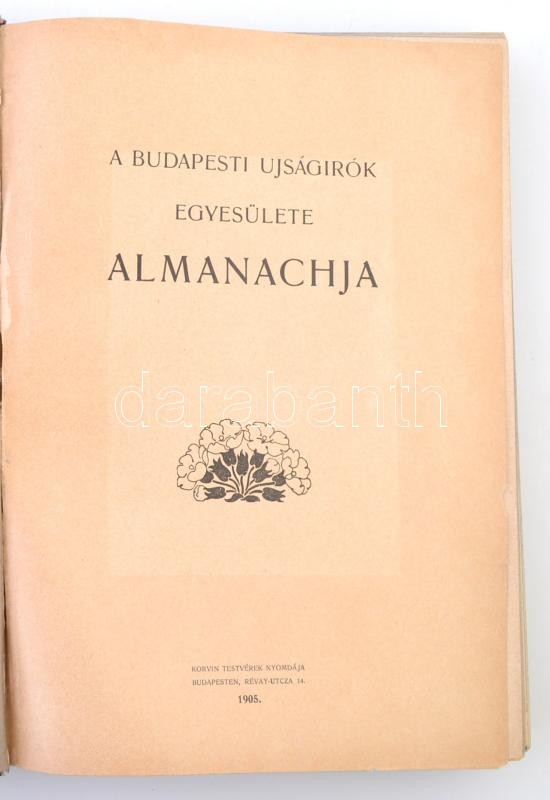 A BUDAPESTI UJSÁGIRÓK
EGYESÜLETE
ALMANACHJA
darabanth
KORVIN TESTVÉREK NYOMDÁJA
BUDAPESTEN, RÉVAY-UTCZA 14.
1905.